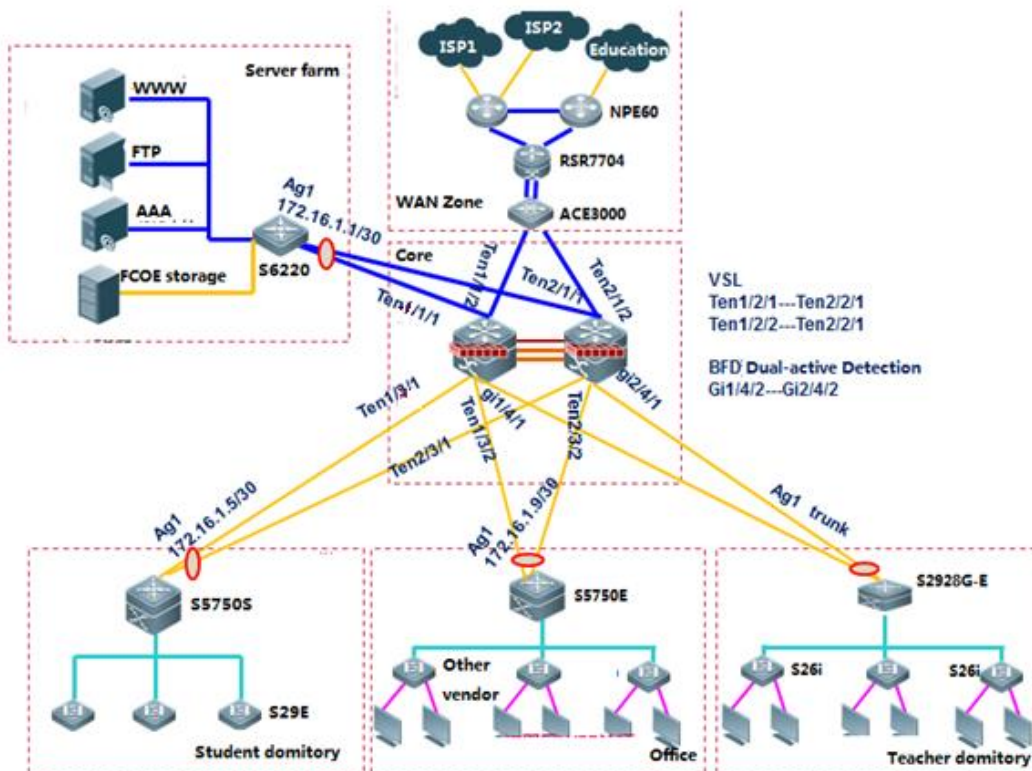 ISP1
ISP2
Education
NPE60
RSR7704
ACE3000
WAN Zone
Server farm
WWW
FTP
AAA
FCOE storage
S6220
Ag1
172.16.1.1/30
Core
Ten1/1/1
Ten1/1/2
Ten2/1/1
Ten2/1/2
VSL
Ten1/2/1---Ten2/2/1
Ten1/2/2---Ten2/2/1
BFD Dual-active Detection
Gi1/4/2---Gi2/4/2
Ten1/3/1
Ten2/3/1
gi1/4/1
Ten1/3/2
Ten2/3/2
gi2/4/1
Ag1
172.16.1.5/30
Ag1
172.16.1.9/30
Ag1 trunk
S5750S
S5750E
S2928G-E
S29E
Student domitory
Other
vendor
Office
S26i
S26i
Teacher domitory